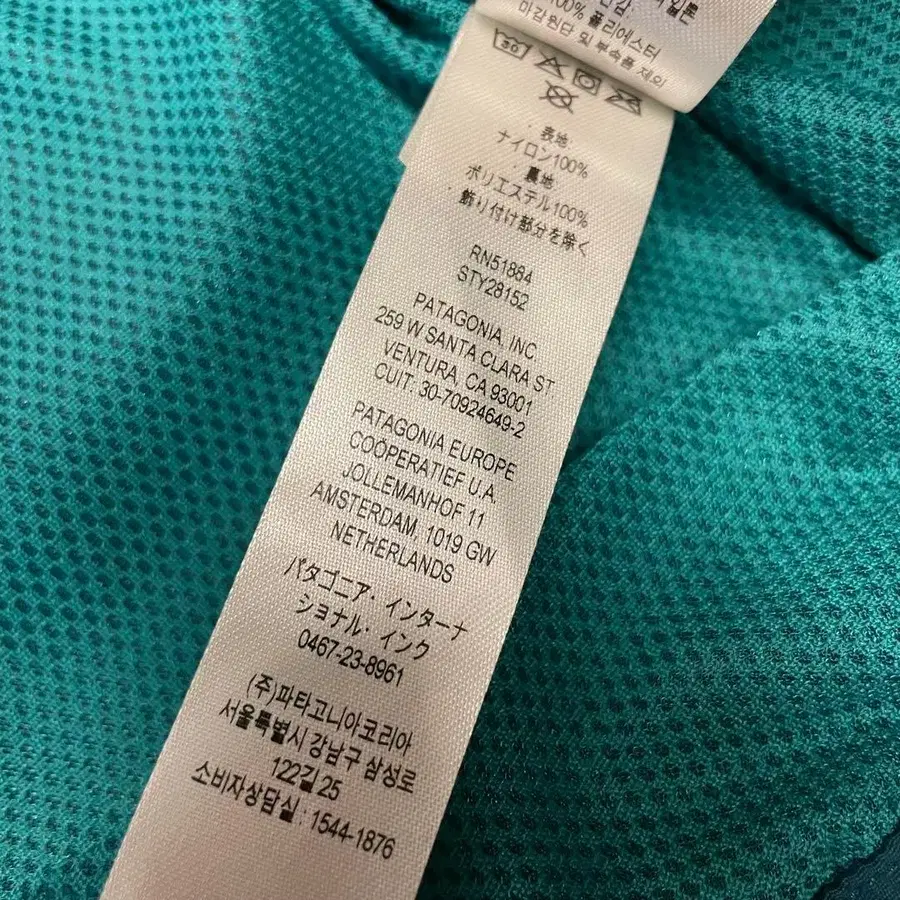 100% 폴리에스터
마감원단 및 부속품 제외
30
· 表地
ナイロン100%
· 裏地
ポリエステル100%
飾り付け部分を除く
RN51884
STY28152
PATAGONIA, INC
259 W SANTA CLARA ST.
VENTURA, CA 93001
CUIT. 30-70924649-2
PATAGONIA EUROPE
COOPERATIEF U.A.
JOLLEMANHOF 11
AMSTERDAM, 1019 GW
NETHERLANDS
パタゴニア・インターナ
ショナル・インク
0467-23-8961
(주)파타고니아코리아
서울특별시 강남구 삼성로
122길 25
소비자상담실 : 1544-1876